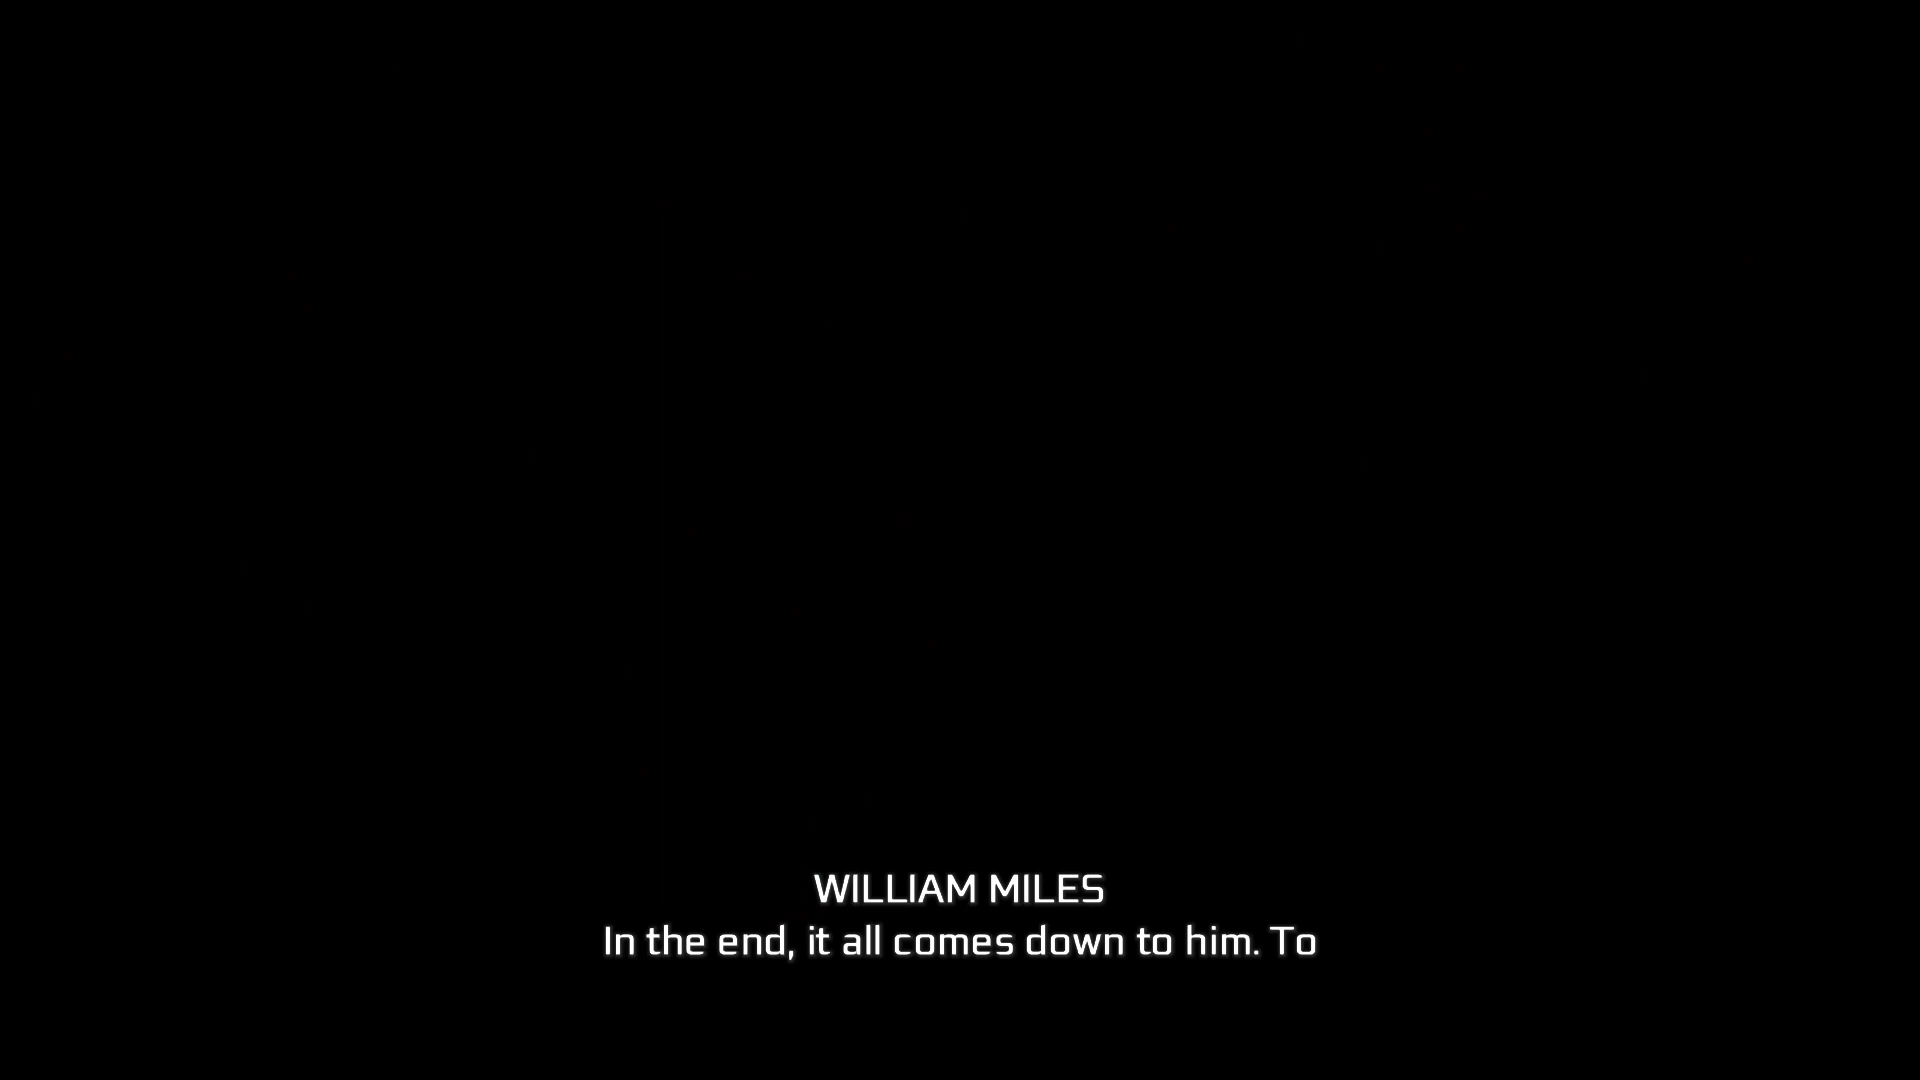 WILLIAM MILES
In the end, it all comes down to him. To